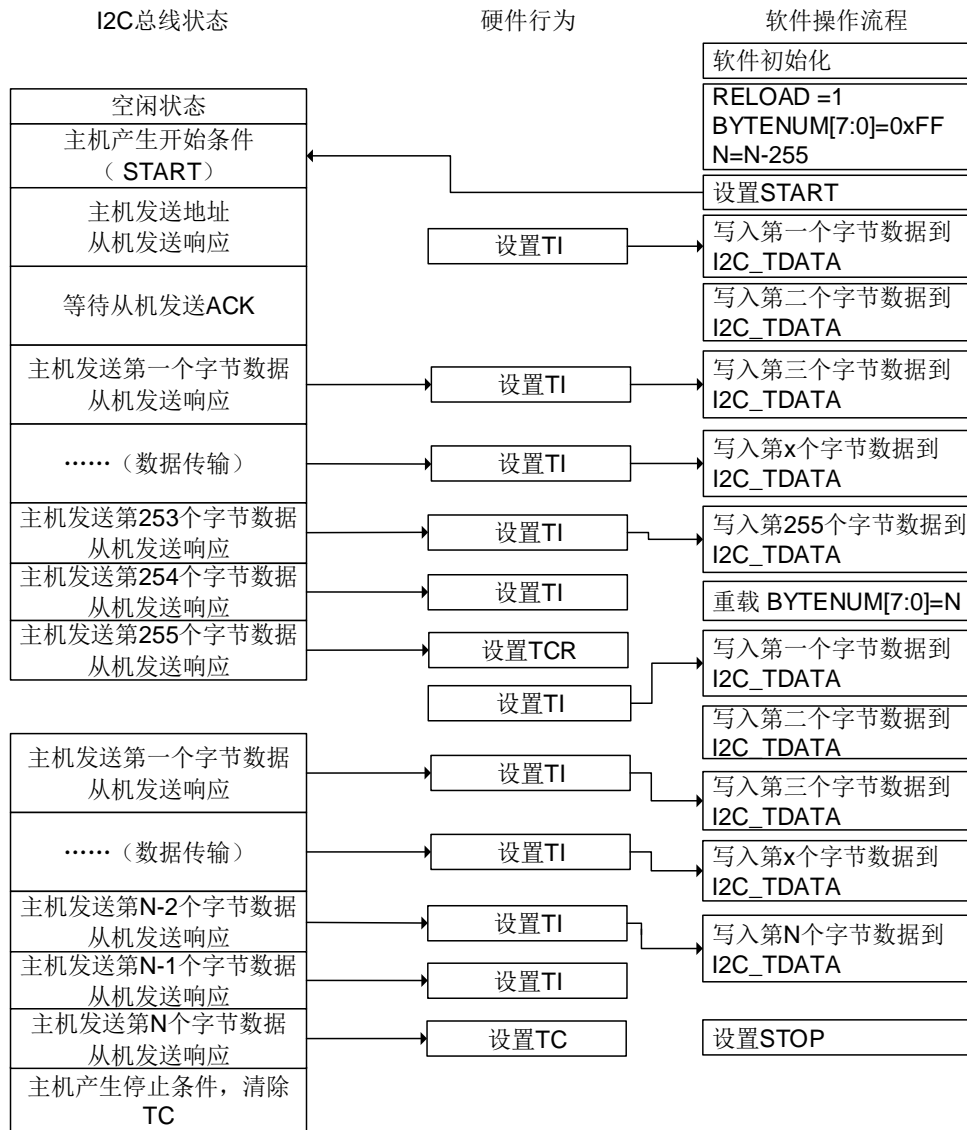 I2C总线状态
硬件行为
软件操作流程
软件初始化
空闲状态
RELOAD =1
BYTENUM[7:0]=0xFF
N=N-255
主机产生开始条件
（ START）
设置START
主机发送地址
从机发送响应
设置TI
写入第一个字节数据到
I2C_TDATA
等待从机发送ACK
写入第二个字节数据到
I2C_TDATA
主机发送第一个字节数据
从机发送响应
设置TI
写入第三个字节数据到
I2C_TDATA
……（数据传输）
设置TI
写入第x个字节数据到
I2C_TDATA
主机发送第253个字节数据
从机发送响应
设置TI
写入第255个字节数据到
I2C_TDATA
主机发送第254个字节数据
从机发送响应
设置TI
重载 BYTENUM[7:0]=N
主机发送第255个字节数据
从机发送响应
设置TCR
设置TI
写入第一个字节数据到
I2C_TDATA
写入第二个字节数据到
I2C_TDATA
主机发送第一个字节数据
从机发送响应
设置TI
写入第三个字节数据到
I2C_TDATA
……（数据传输）
设置TI
写入第x个字节数据到
I2C_TDATA
主机发送第N-2个字节数据
从机发送响应
设置TI
写入第N个字节数据到
I2C_TDATA
主机发送第N-1个字节数据
从机发送响应
设置TI
主机发送第N个字节数据
从机发送响应
设置TC
设置STOP
主机产生停止条件，清除
TC